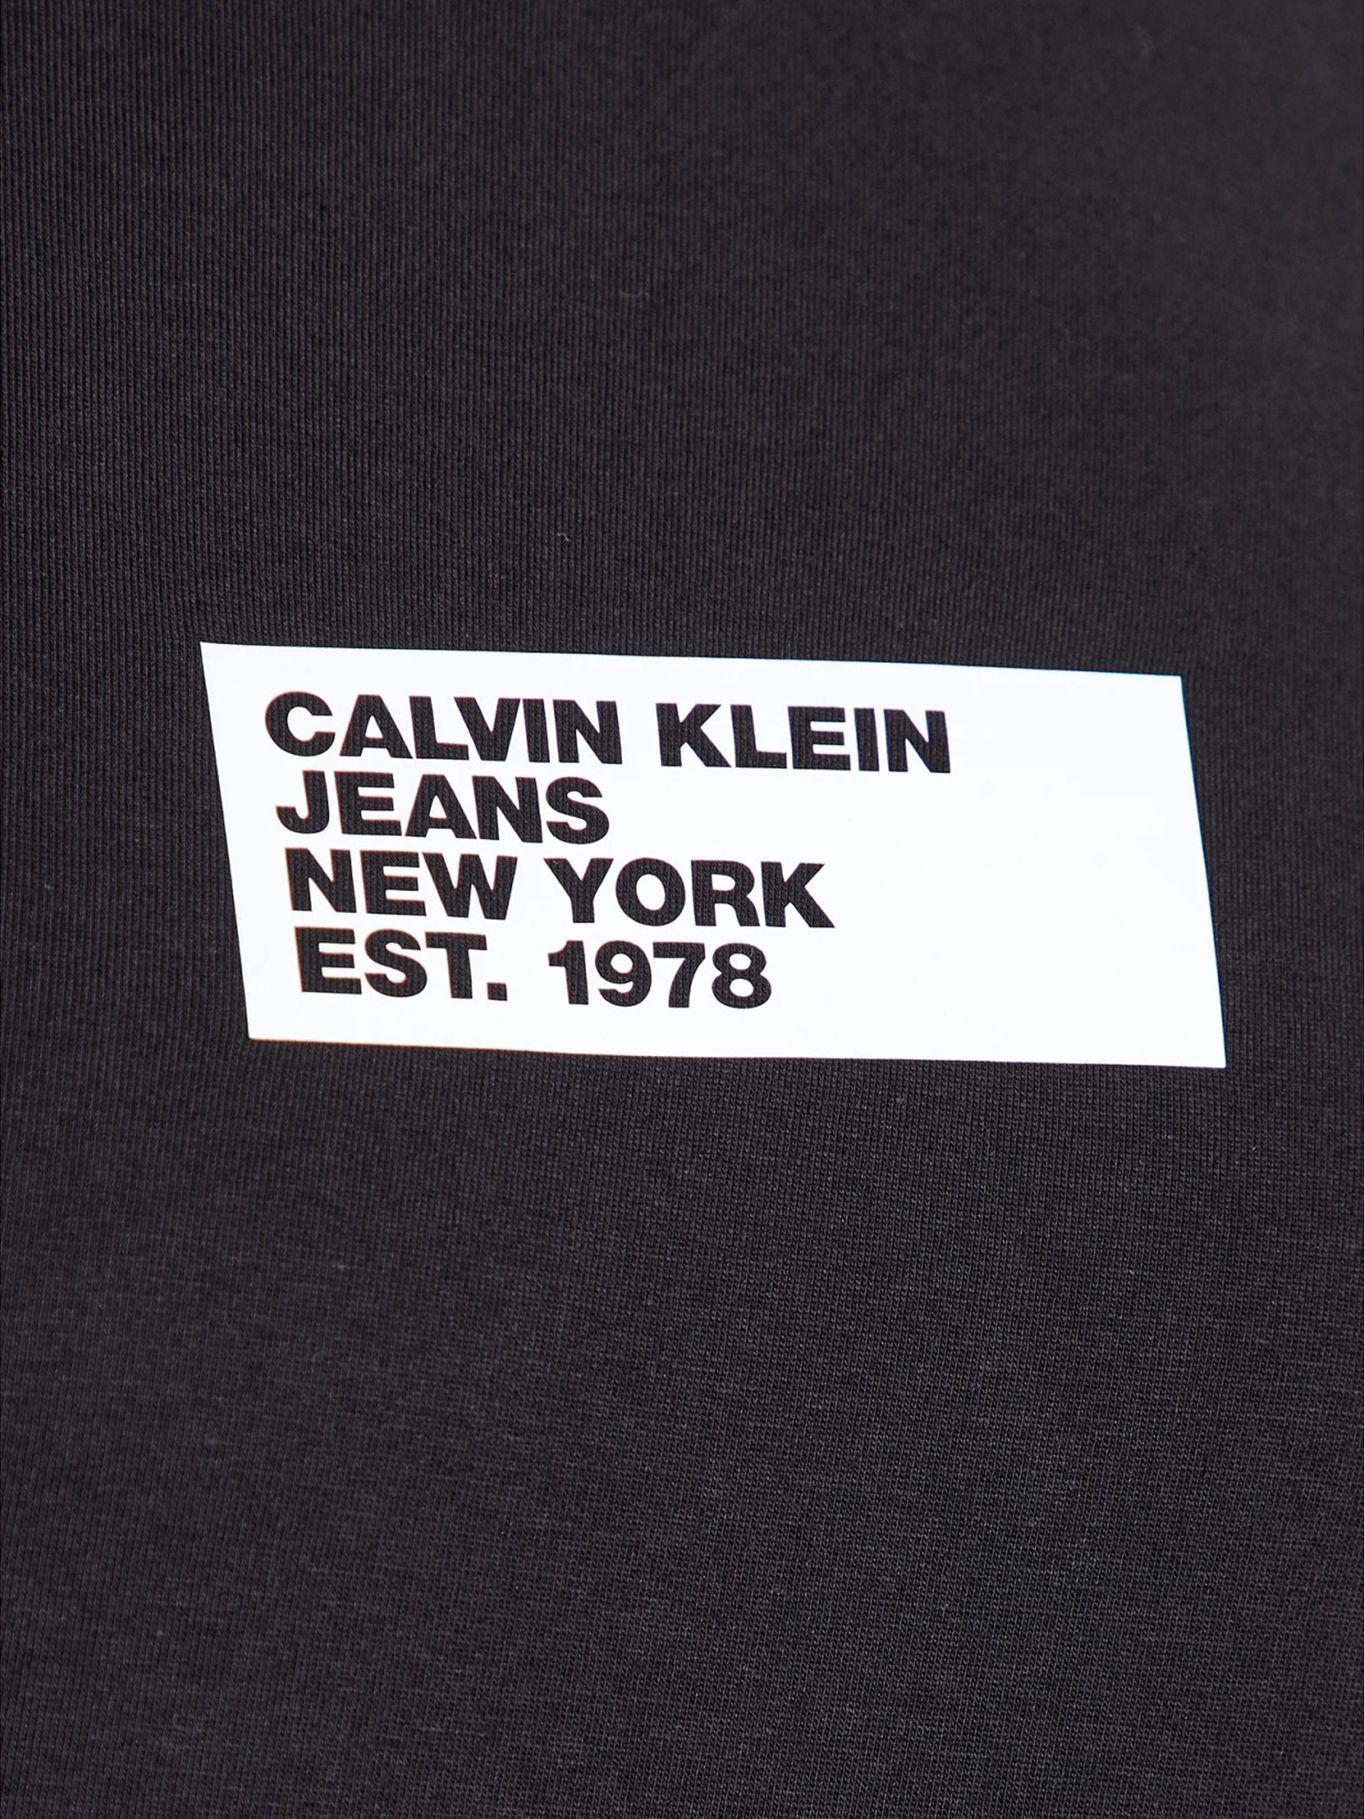 CALVIN KLEIN
JEANS
NEW YORK
EST. 1978